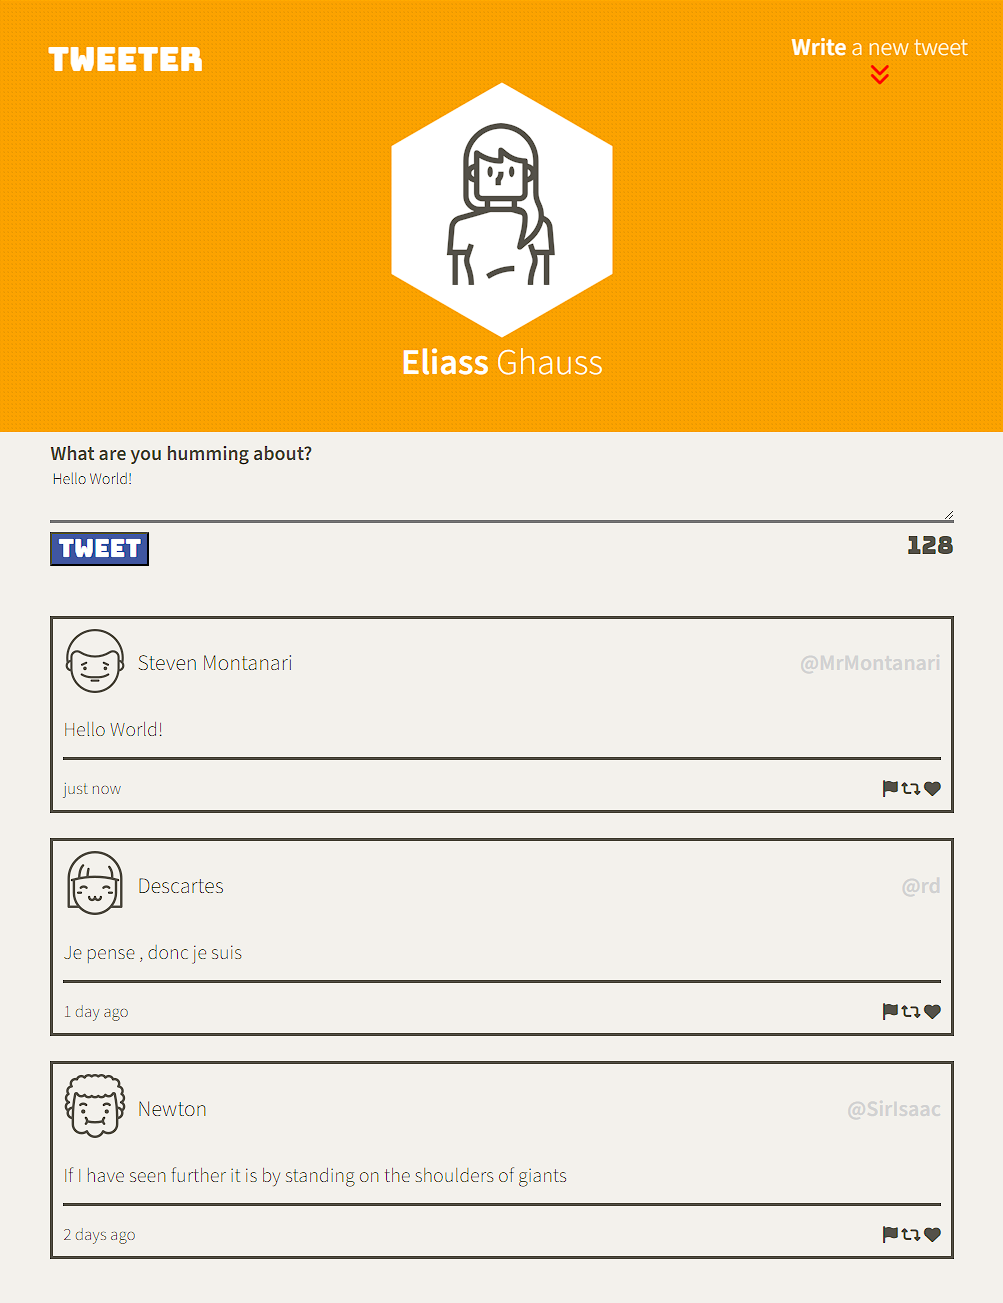 TWEETER
Write a new tweet
Eliass Ghauss
What are you humming about?
Hello World!
TWEET
128
Steven Montanari
@MrMontanari
Hello World!
just now
Descartes
@rd
Je pense , donc je suis
1 day ago
Newton
@SirIsaac
If I have seen further it is by standing on the shoulders of giants
2 days ago